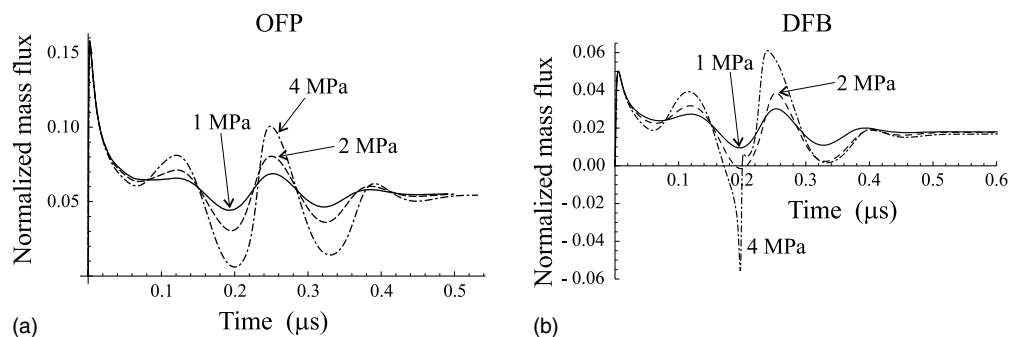 OFP
Normalized mass flux
0.15
0.10
0.05
4 MPa
1 MPa
2 MPa
0.1 0.2 0.3 0.4 0.5
Time (μs)
(a)
DFB
Normalized mass flux
0.06
0.04
0.02
0.00
- 0.02
- 0.04
- 0.06
1 MPa
2 MPa
0.1 0.2 0.3 0.4 0.5 0.6
Time (μs)
4 MPa
(b)